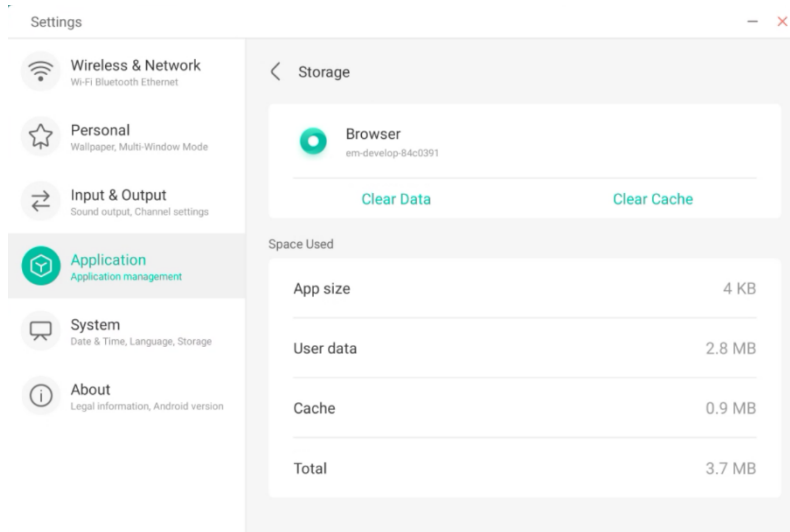 Settings
Wireless & Network
Wi-Fi Bluetooth Ethernet
Personal
Wallpaper, Multi-Window Mode
Input & Output
Sound output, Channel settings
Application
Application management
System
Date & Time, Language, Storage
About
Legal information, Android version
Storage
Browser
em-develop-84c0391
Clear Data
Clear Cache
Space Used
App size 4 KB
User data 2.8 MB
Cache 0.9 MB
Total 3.7 MB